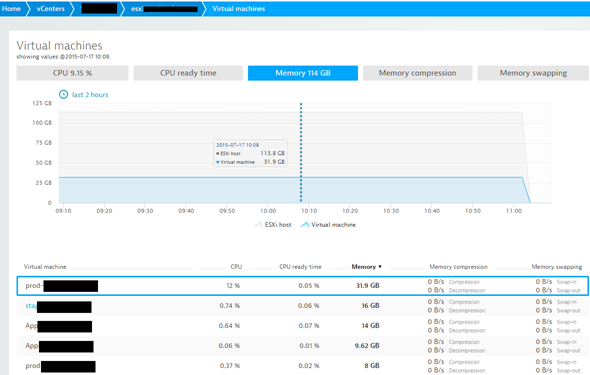 Home vCenters esx: Virtual machines
Virtual machines
showing values @2015-07-17 10:08
CPU 9.15 % CPU ready time Memory 114 GB Memory compression Memory swapping
last 2 hours
125 GB
100 GB
75 GB
50 GB
25 GB
0
2015-07-17 10:08
ESXi host 113.8 GB
Virtual machine 31.9 GB
09:10 09:20 09:30 09:40 09:50 10:00 10:10 10:20 10:30 10:40 10:50 11:00
ESXi host Virtual machine
Virtual machine CPU CPU ready time Memory ▼ Memory compression Memory swapping
prod- 12 % 0.05 % 31.9 GB 0 B/s Compression 0 B/s Swap-in
0 B/s Decompression 0 B/s Swap-out
stag 0.74 % 0.06 % 16 GB 0 B/s Compression 0 B/s Swap-in
0 B/s Decompression 0 B/s Swap-out
App 0.64 % 0.07 % 14 GB 0 B/s Compression 0 B/s Swap-in
0 B/s Decompression 0 B/s Swap-out
App 0.06 % 0.01 % 9.62 GB 0 B/s Compression 0 B/s Swap-in
0 B/s Decompression 0 B/s Swap-out
prod 0.37 % 0.02 % 8 GB 0 B/s Compression 0 B/s Swap-in
0 B/s Decompression 0 B/s Swap-out